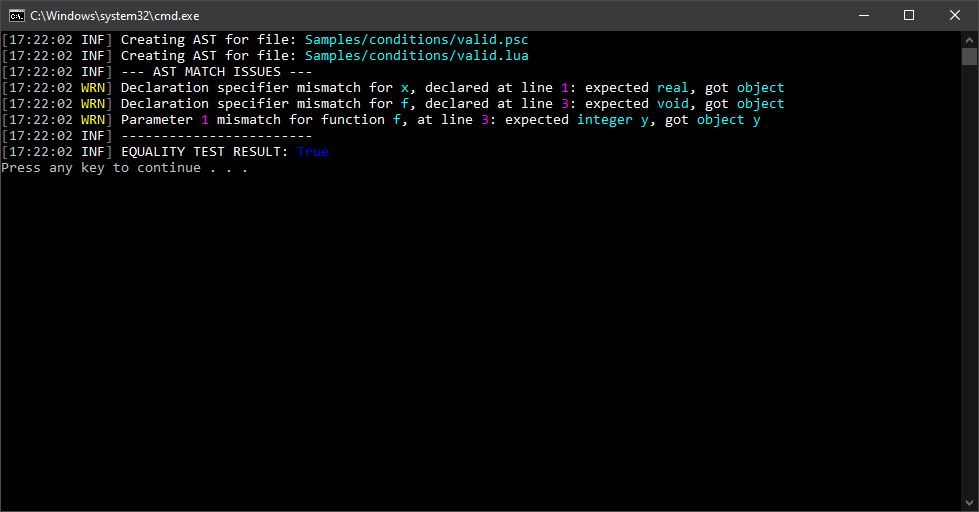 C:\Windows\system32\cmd.exe
[17:22:02 INF] Creating AST for file: Samples/conditions/valid.psc
[17:22:02 INF] Creating AST for file: Samples/conditions/valid.lua
[17:22:02 INF] --- AST MATCH ISSUES ---
[17:22:02 WRN] Declaration specifier mismatch for x, declared at line 1: expected real, got object
[17:22:02 WRN] Declaration specifier mismatch for f, declared at line 3: expected void, got object
[17:22:02 WRN] Parameter 1 mismatch for function f, at line 3: expected integer y, got object y
[17:22:02 INF] ------------------------
[17:22:02 INF] EQUALITY TEST RESULT: True
Press any key to continue . . .